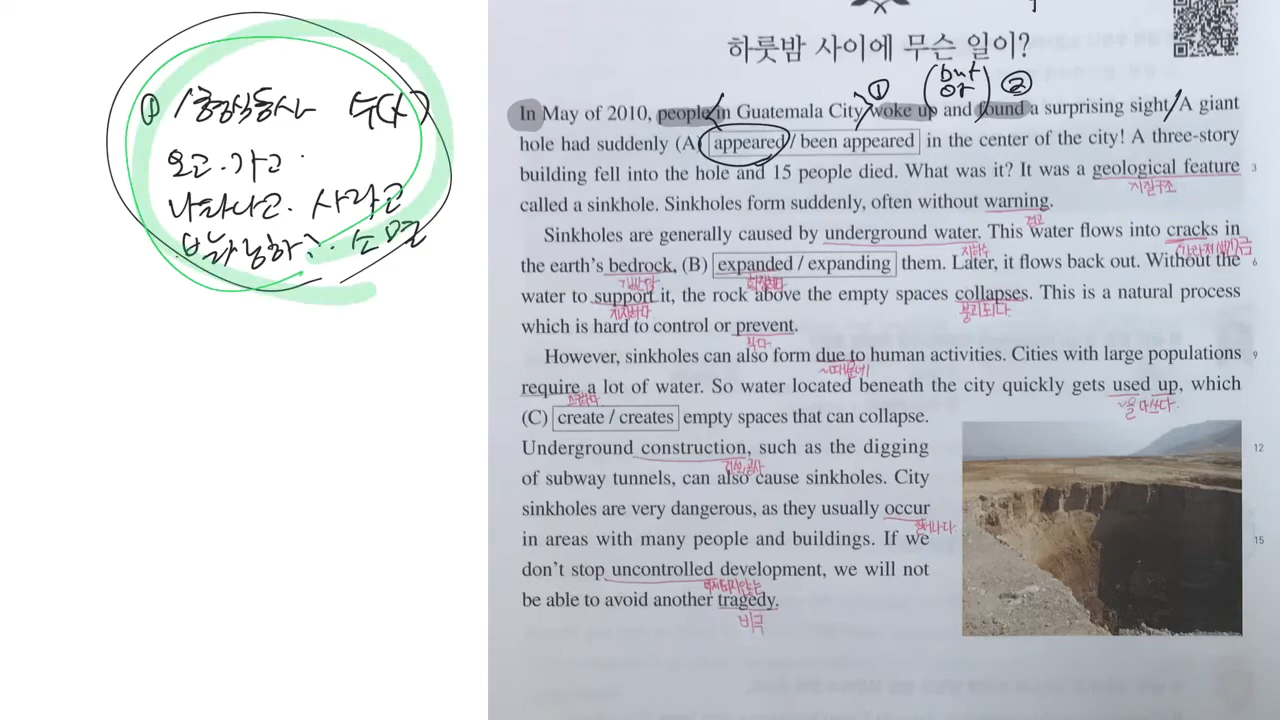 하룻밤 사이에 무슨 일이?
but
① ②
In May of 2010, people in Guatemala City woke up and found a surprising sight. A giant
hole had suddenly (A) appeared / been appeared in the center of the city! A three-story
building fell into the hole and 15 people died. What was it? It was a geological feature 3
지질구조
called a sinkhole. Sinkholes form suddenly, often without warning.
경고
Sinkholes are generally caused by underground water. This water flows into cracks in
지하수
the earth's bedrock, (B) expanded / expanding them. Later, it flows back out. Without the 6
기반암 확장하다
water to support it, the rock above the empty spaces collapses. This is a natural process
지지하다 붕괴되다.
which is hard to control or prevent.
막다
However, sinkholes can also form due to human activities. Cities with large populations 9
~때문에
require a lot of water. So water located beneath the city quickly gets used up, which
~을 다쓰다.
(C) create / creates empty spaces that can collapse.
Underground construction, such as the digging 12
건설,공사
of subway tunnels, can also cause sinkholes. City
sinkholes are very dangerous, as they usually occur
일어나다.
in areas with many people and buildings. If we 15
don't stop uncontrolled development, we will not
억제되지않는
be able to avoid another tragedy.
비극
① 1형식동사 수(X)
오고. 가고.
나타나고. 사라지고